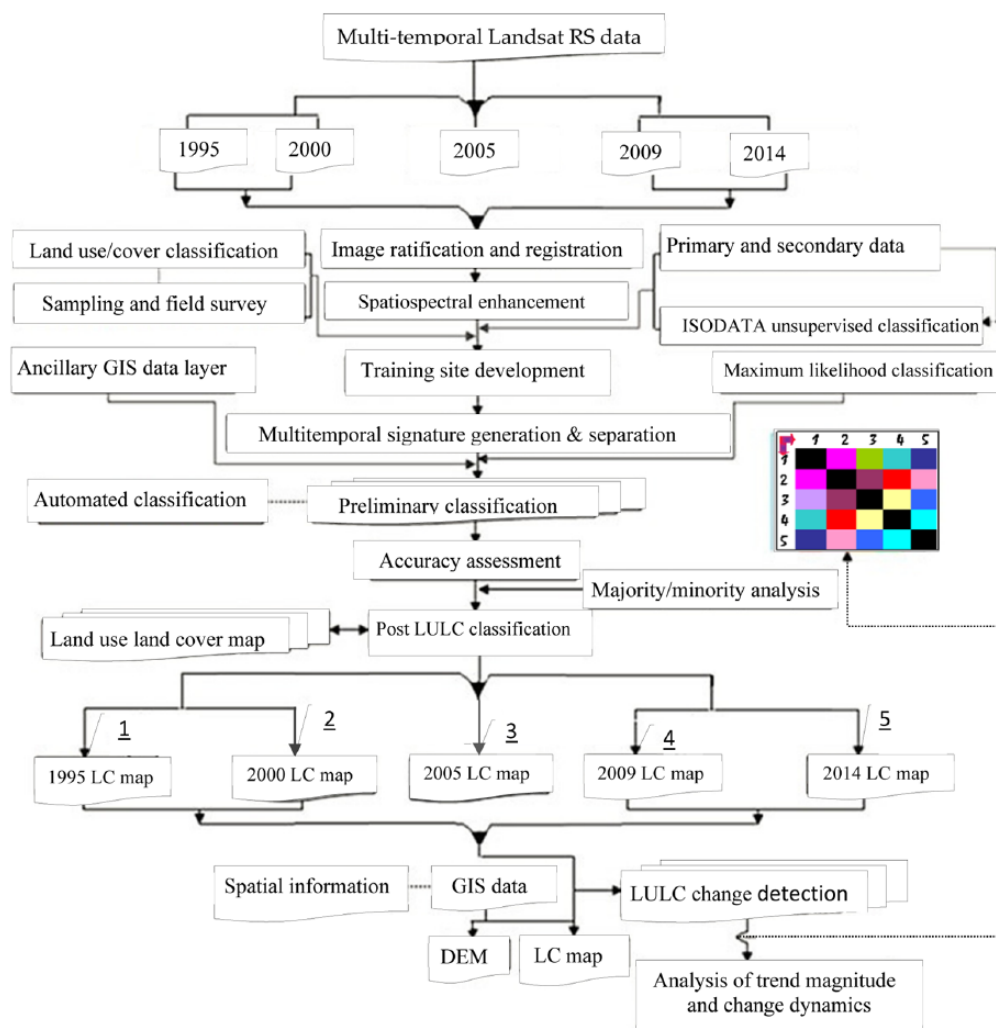 Multi-temporal Landsat RS data
1995
2000
2005
2009
2014
Land use/cover classification
Image ratification and registration
Primary and secondary data
Sampling and field survey
Spatiospectral enhancement
ISODATA unsupervised classification
Ancillary GIS data layer
Training site development
Maximum likelihood classification
Multitemporal signature generation & separation
1 2 3 4 5
1
2
3
4
5
Automated classification
Preliminary classification
Accuracy assessment
Majority/minority analysis
Land use land cover map
Post LULC classification
1
2
3
4
5
1995 LC map
2000 LC map
2005 LC map
2009 LC map
2014 LC map
Spatial information
GIS data
LULC change detection
DEM
LC map
Analysis of trend magnitude
and change dynamics